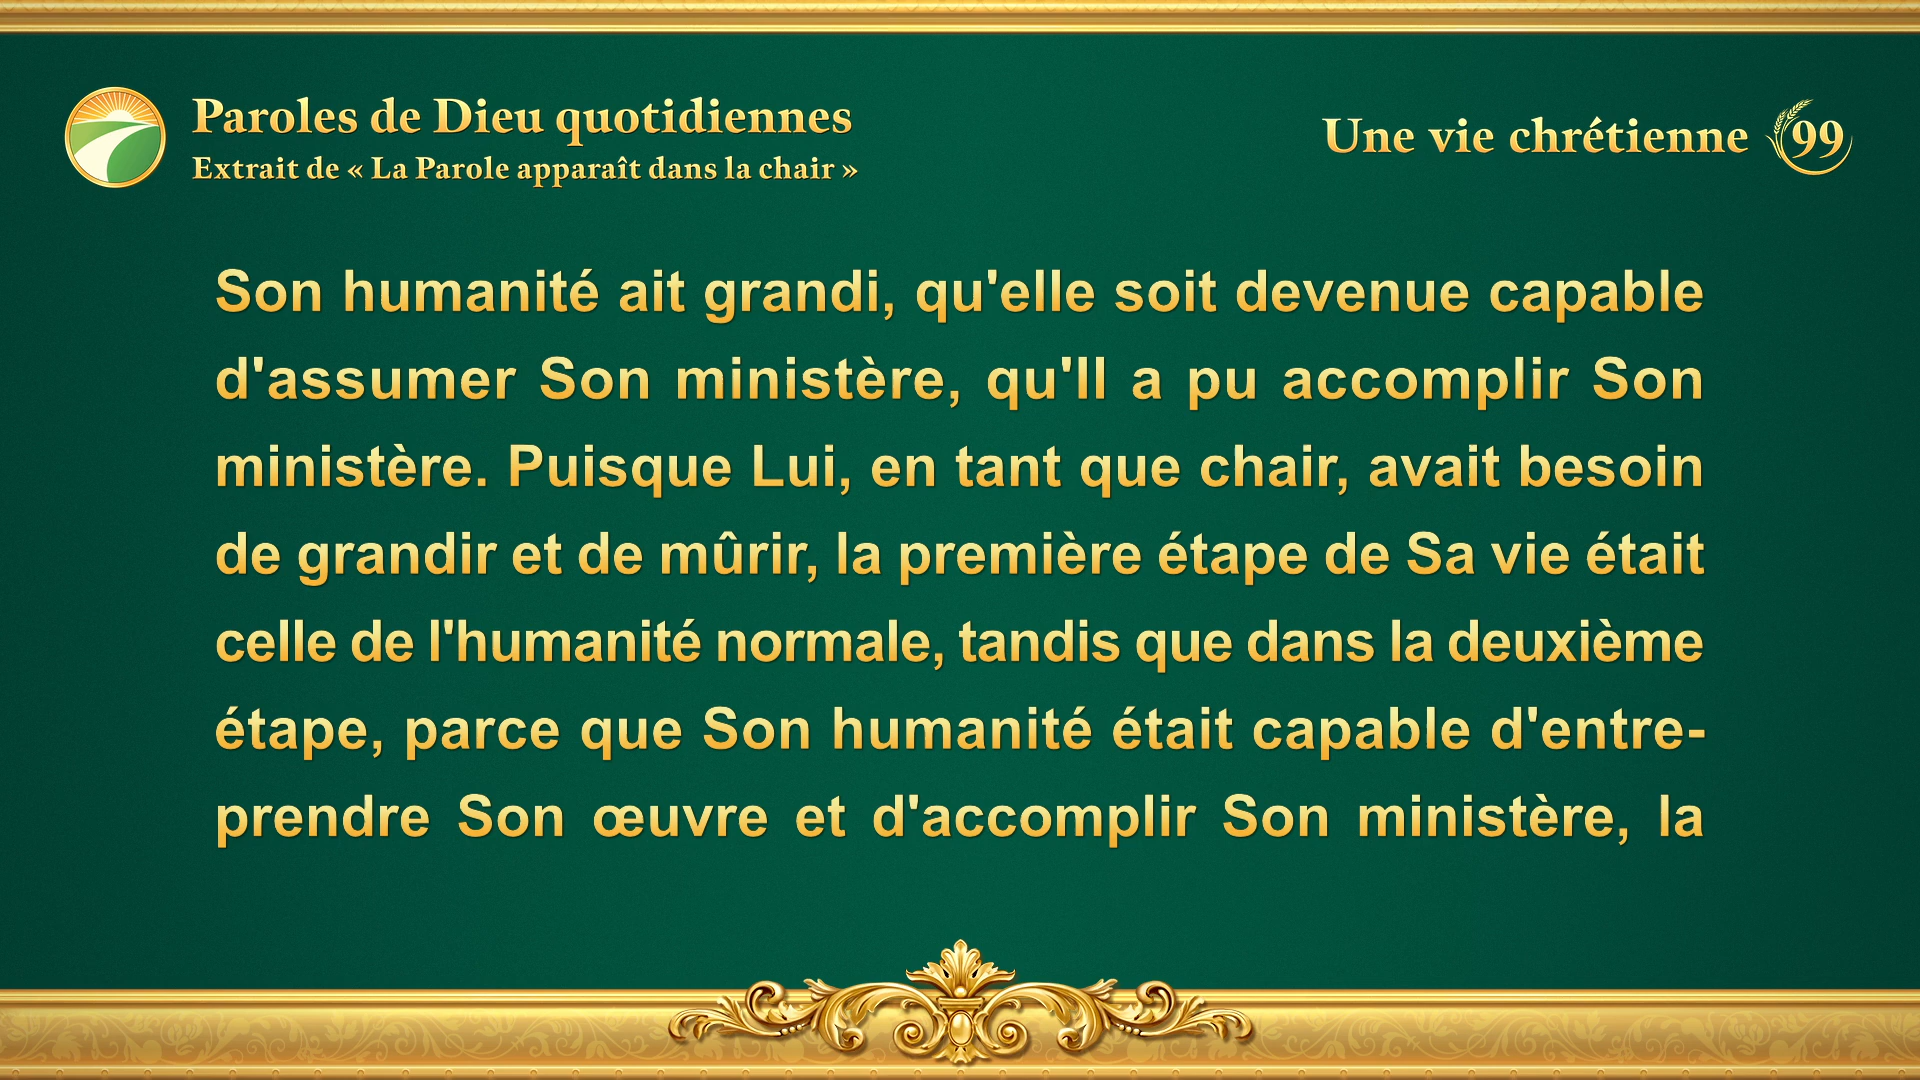 Paroles de Dieu quotidiennes
Extrait de « La Parole apparaît dans la chair »
Une vie chrétienne 99
Son humanité ait grandi, qu'elle soit devenue capable
d'assumer Son ministère, qu'Il a pu accomplir Son
ministère. Puisque Lui, en tant que chair, avait besoin
de grandir et de mûrir, la première étape de Sa vie était
celle de l'humanité normale, tandis que dans la deuxième
étape, parce que Son humanité était capable d'entre-
prendre Son œuvre et d'accomplir Son ministère, la